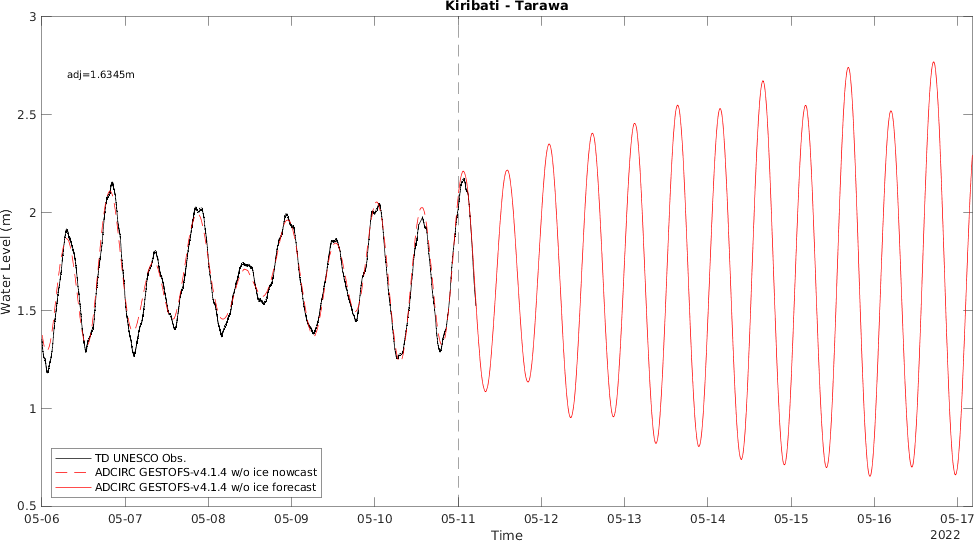 Kiribati - Tarawa
3
adj=1.6345m
2.5
2
Water Level (m)
1.5
1
TD UNESCO Obs.
ADCIRC GESTOFS-v4.1.4 w/o ice nowcast
ADCIRC GESTOFS-v4.1.4 w/o ice forecast
0.5
05-06 05-07 05-08 05-09 05-10 05-11 05-12 05-13 05-14 05-15 05-16 05-17
Time
2022